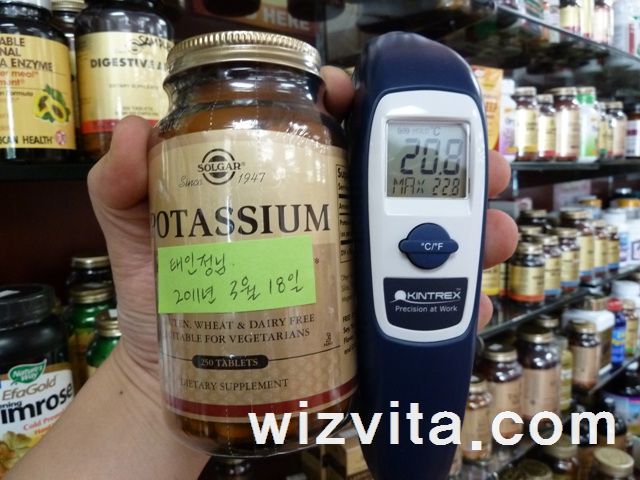 DIGESTIVE
EfaGold
SOLGAR
Since 1947
POTASSIUM
태인정님.
2011년 3월 18일
WHEAT & DAIRY FREE
SUITABLE FOR VEGETARIANS
250 TABLETS
DIETARY SUPPLEMENT
HOLD °C
20.8
MAX 22.8
°C/°F
KINTREX
Precision at Work
wizvita.com